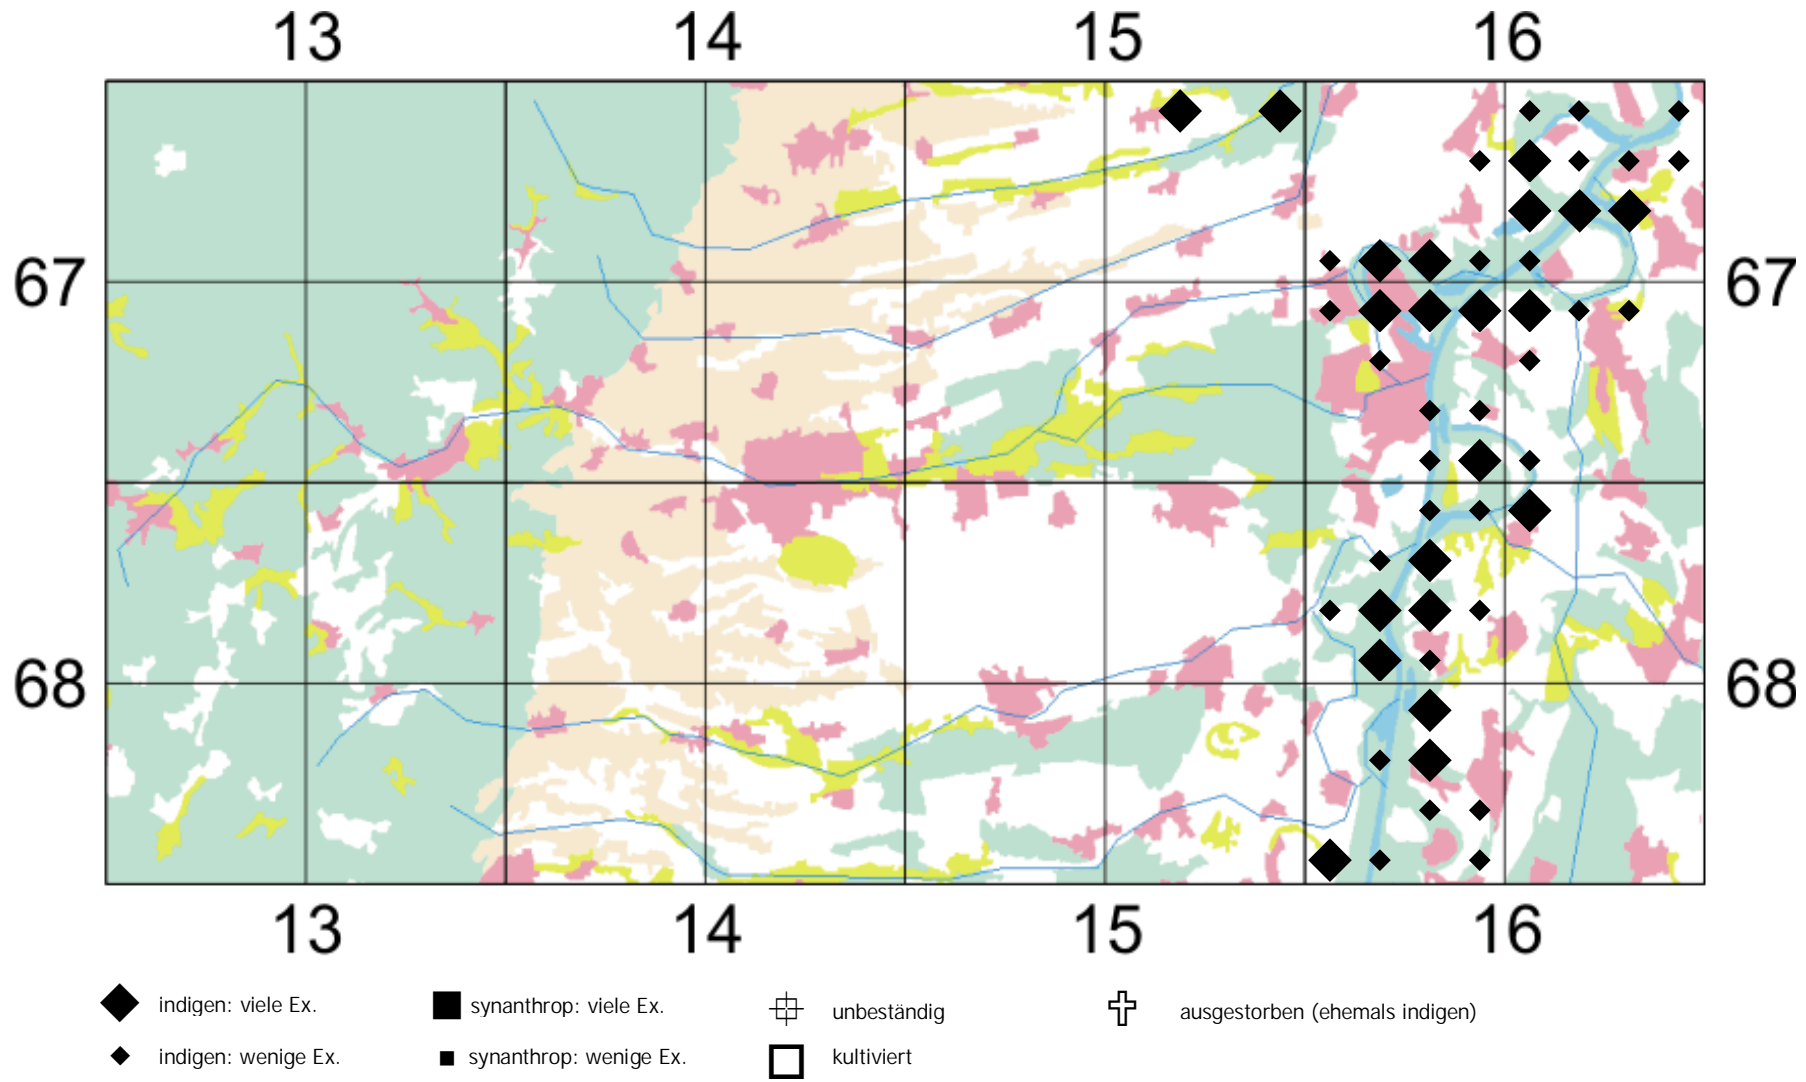 13 14 15 16
67 67
68 68
13 14 15 16
indigen: viele Ex. synanthrop: viele Ex. unbeständig ausgestorben (ehemals indigen)
indigen: wenige Ex. synanthrop: wenige Ex. kultiviert